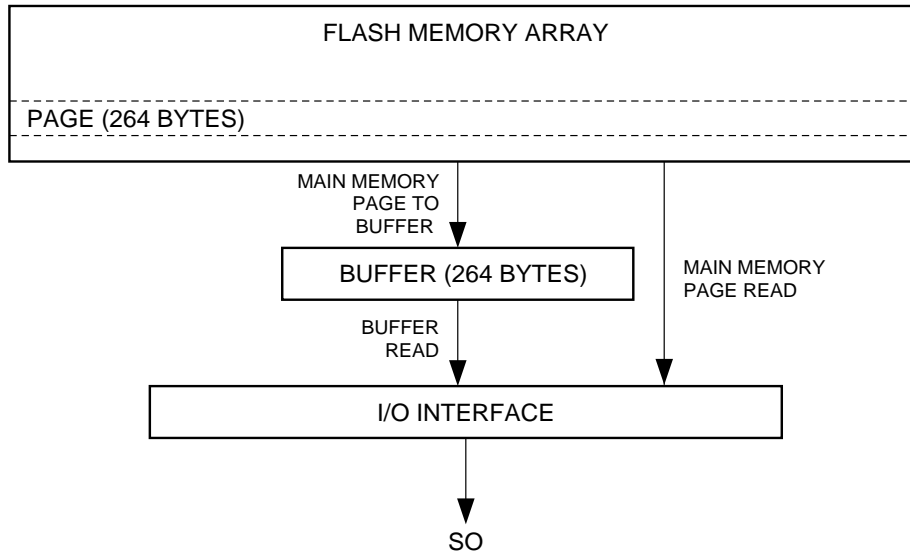 FLASH MEMORY ARRAY
PAGE (264 BYTES)
MAIN MEMORY
PAGE TO
BUFFER
BUFFER (264 BYTES)
MAIN MEMORY
PAGE READ
BUFFER
READ
I/O INTERFACE
SO